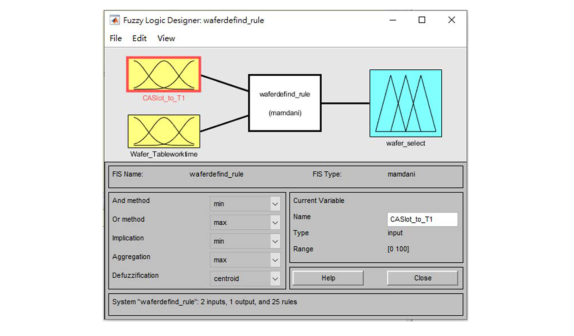 Fuzzy Logic Designer: waferdefind_rule
File Edit View
CASlot_to_T1
Wafer_Tableworktime
waferdefind_rule
(mamdani)
wafer_select
FIS Name: waferdefind_rule FIS Type: mamdani
And method min
Or method max
Implication min
Aggregation max
Defuzzification centroid
Current Variable
Name CASlot_to_T1
Type input
Range [0 100]
Help Close
System "waferdefind_rule": 2 inputs, 1 output, and 25 rules